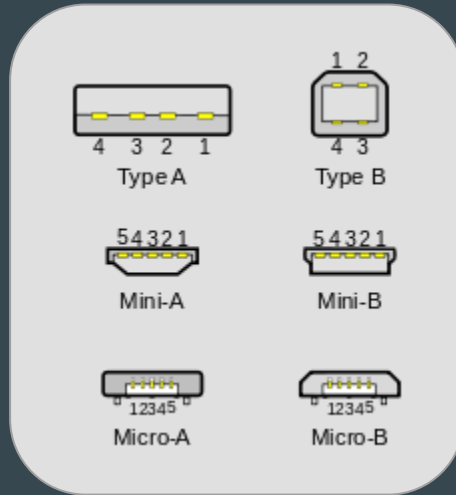 1 2
4 3 2 1
4 3
Type A
Type B
54321
54321
Mini-A
Mini-B
12345
12345
Micro-A
Micro-B